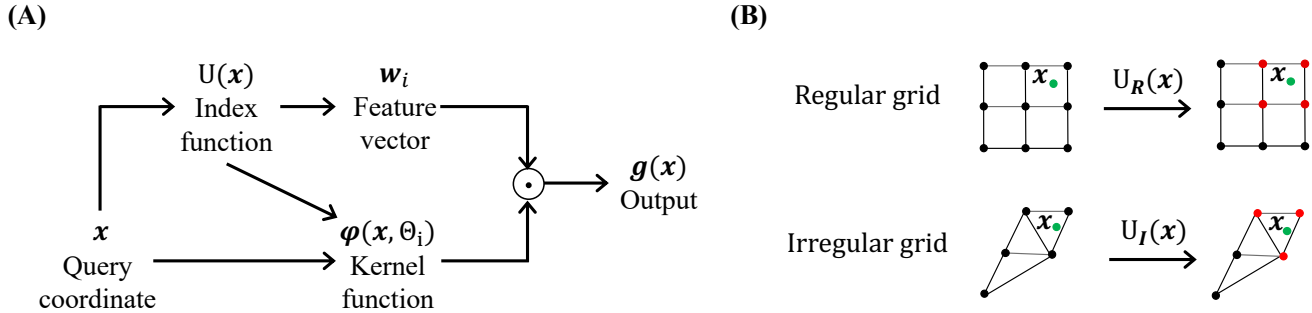 (A)
U(x)
Index
function
w_i
Feature
vector
g(x)
Output
x
Query
coordinate
φ(x, Θ_i)
Kernel
function
(B)
Regular grid
x
U_R(x)
x
Irregular grid
x
U_I(x)
x